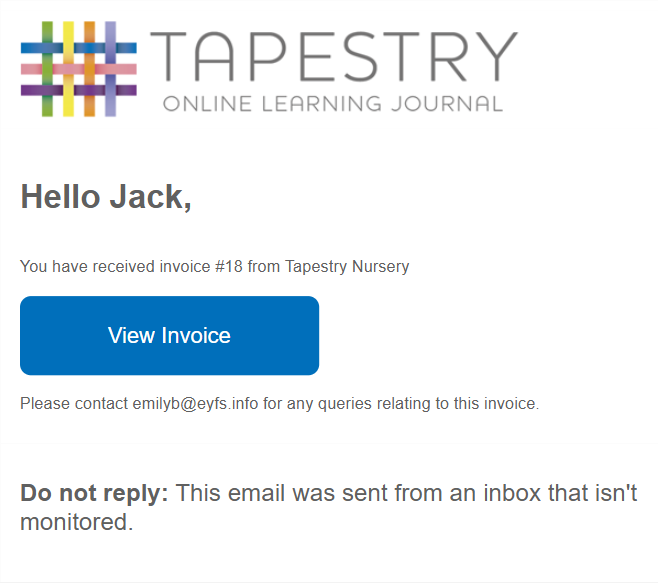 TAPESTRY
ONLINE LEARNING JOURNAL
Hello Jack,
You have received invoice #18 from Tapestry Nursery
View Invoice
Please contact emilyb@eyfs.info for any queries relating to this invoice.
Do not reply: This email was sent from an inbox that isn't
monitored.